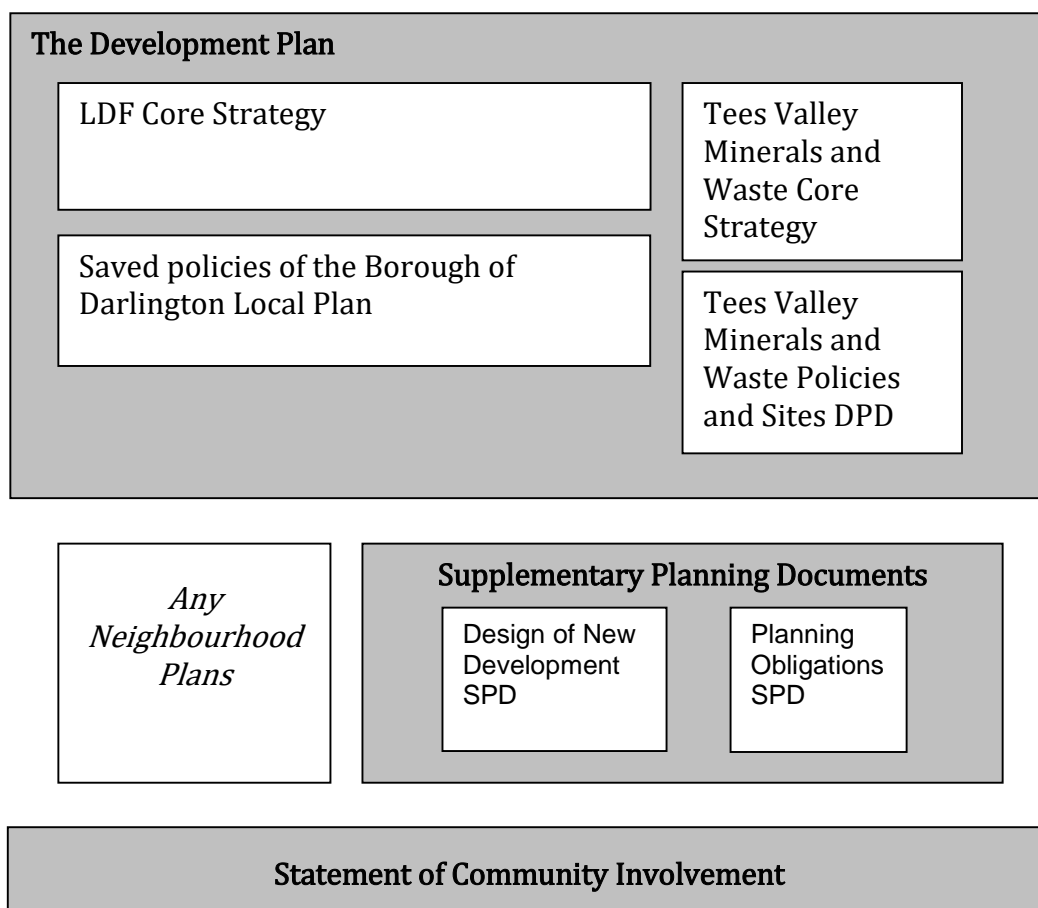 The Development Plan
LDF Core Strategy
Saved policies of the Borough of
Darlington Local Plan
Tees Valley
Minerals and
Waste Core
Strategy
Tees Valley
Minerals and
Waste Policies
and Sites DPD
Any
Neighbourhood
Plans
Supplementary Planning Documents
Design of New
Development
SPD
Planning
Obligations
SPD
Statement of Community Involvement